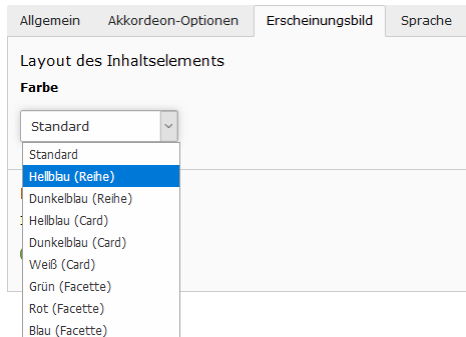 Allgemein Akkordeon-Optionen Erscheinungsbild Sprache
Layout des Inhaltselements
Farbe
Standard
Standard
Hellblau (Reihe)
Dunkelblau (Reihe)
Hellblau (Card)
Dunkelblau (Card)
Weiß (Card)
Grün (Facette)
Rot (Facette)
Blau (Facette)